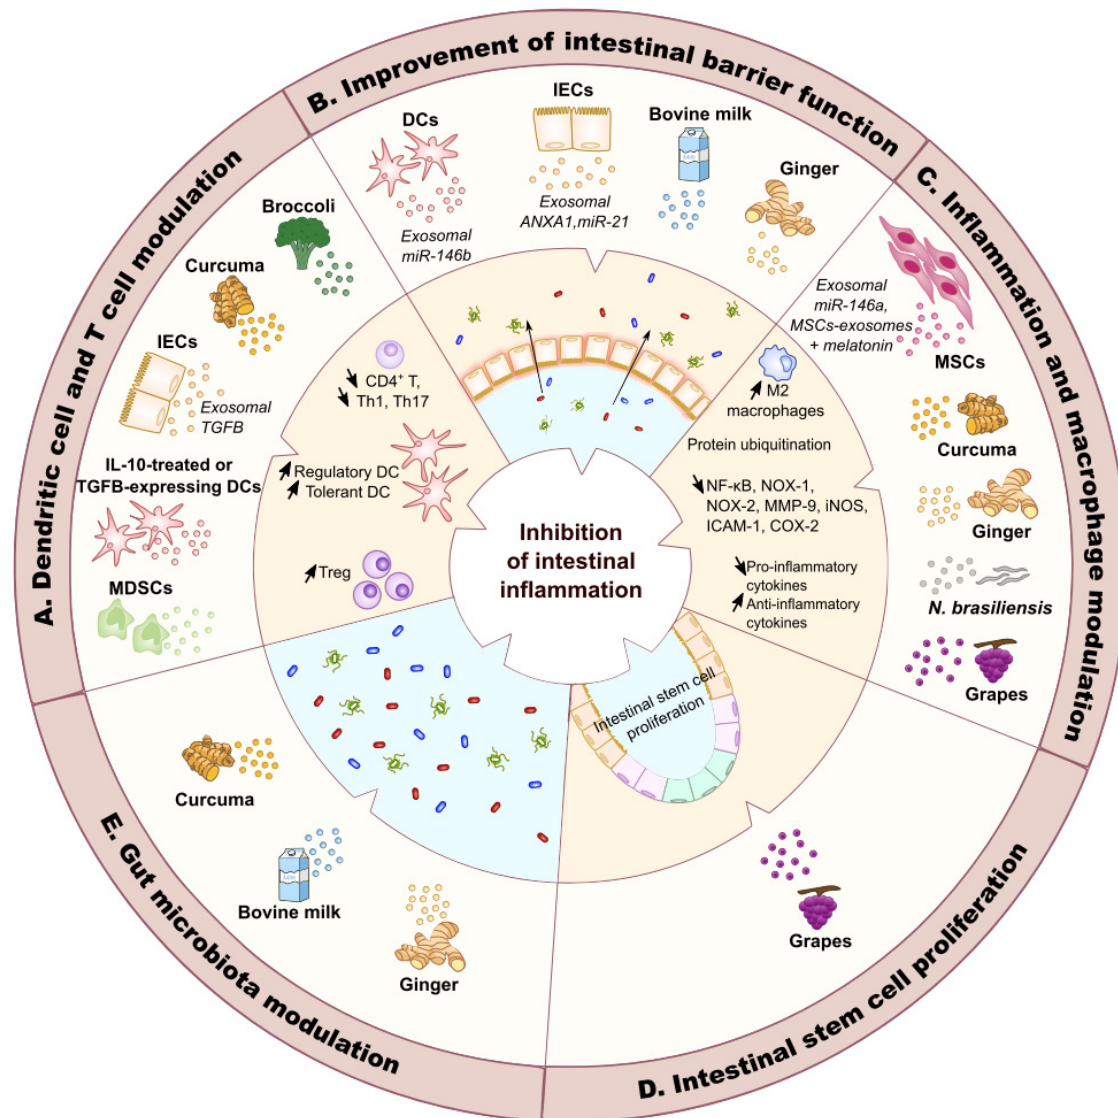 A. Dendritic cell and T cell modulation
Broccoli
Curcuma
IECs
Exosomal
TGFB
IL-10-treated or
TGFB-expressing DCs
MDSCs
CD4⁺ T,
Th1, Th17
Regulatory DC
Tolerant DC
Treg
B. Improvement of intestinal barrier function
DCs
Exosomal
miR-146b
IECs
Exosomal
ANXA1,miR-21
Bovine milk
Ginger
C. Inflammation and macrophage modulation
Exosomal
miR-146a,
MSCs-exosomes
+ melatonin
MSCs
Curcuma
Ginger
N. brasiliensis
Grapes
M2
macrophages
Protein ubiquitination
NF-κB, NOX-1,
NOX-2, MMP-9, iNOS,
ICAM-1, COX-2
Pro-inflammatory
cytokines
Anti-inflammatory
cytokines
Inhibition
of intestinal
inflammation
D. Intestinal stem cell proliferation
Intestinal stem cell
proliferation
Grapes
E. Gut microbiota modulation
Curcuma
Bovine milk
Ginger